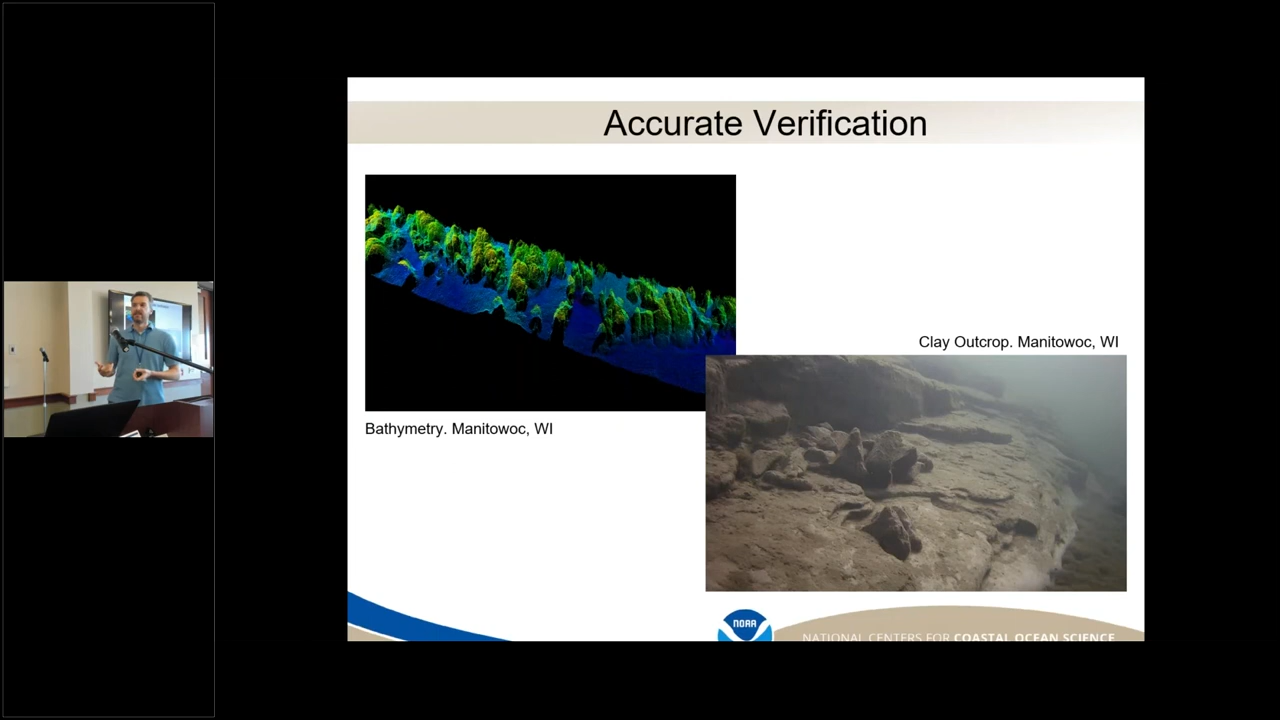 Accurate Verification
Clay Outcrop. Manitowoc, WI
Bathymetry. Manitowoc, WI
NOAA
NATIONAL CENTERS FOR COASTAL OCEAN SCIENCE